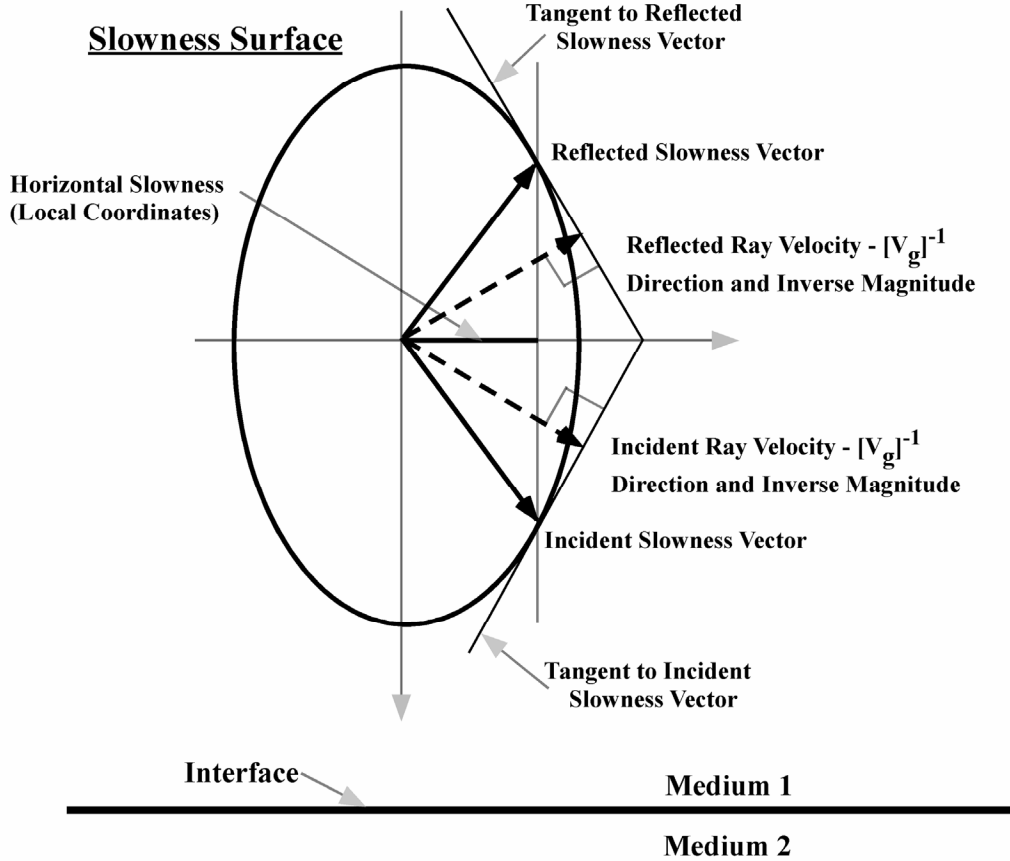 Slowness Surface
Tangent to Reflected
Slowness Vector
Reflected Slowness Vector
Horizontal Slowness
(Local Coordinates)
Reflected Ray Velocity - [Vg]-1
Direction and Inverse Magnitude
Incident Ray Velocity - [Vg]-1
Direction and Inverse Magnitude
Incident Slowness Vector
Tangent to Incident
Slowness Vector
Interface
Medium 1
Medium 2